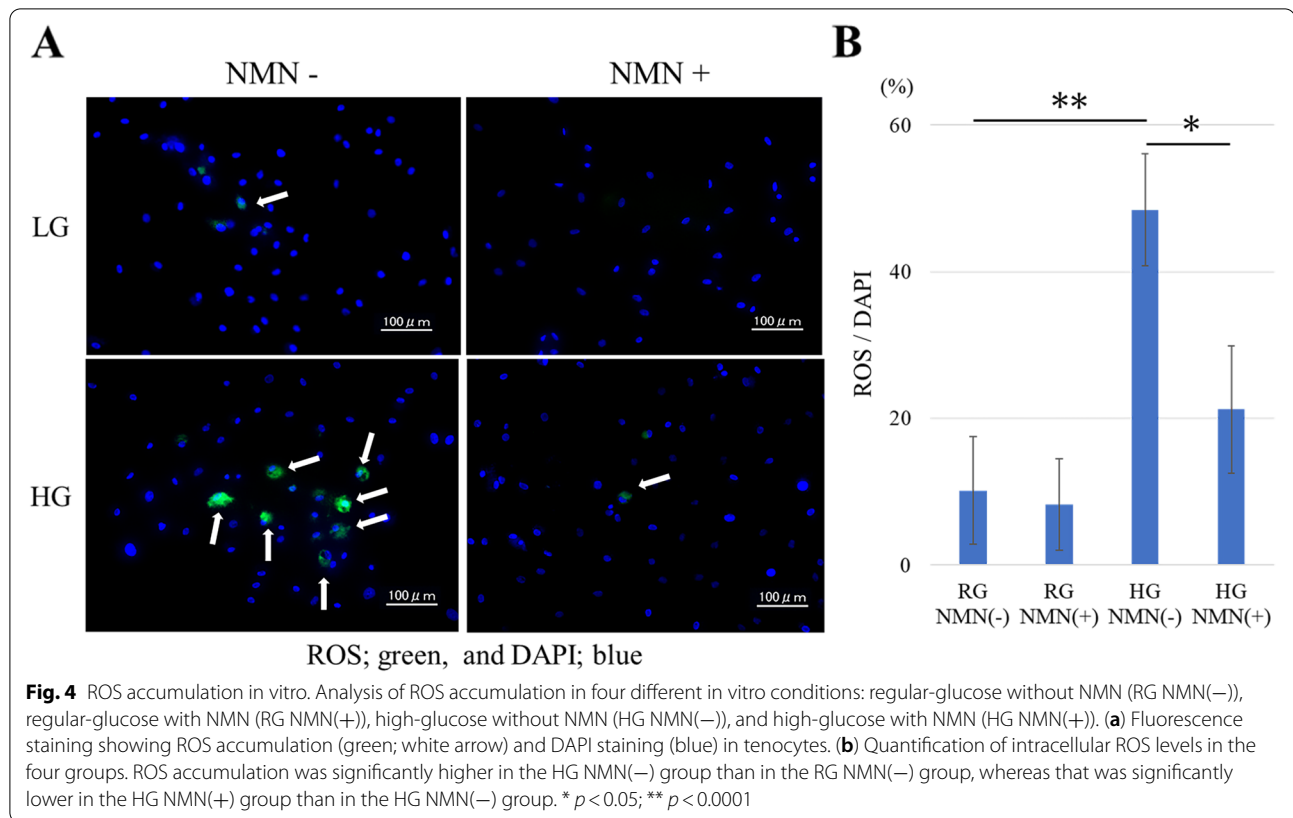 A
NMN - NMN +
LG
100μm 100μm
HG
100μm 100μm
ROS; green, and DAPI; blue
B
(%)
** *
60
40
20
0
ROS / DAPI
RG RG HG HG
NMN(-) NMN(+) NMN(-) NMN(+)
Fig. 4 ROS accumulation in vitro. Analysis of ROS accumulation in four different in vitro conditions: regular-glucose without NMN (RG NMN(−)),
regular-glucose with NMN (RG NMN(+)), high-glucose without NMN (HG NMN(−)), and high-glucose with NMN (HG NMN(+)). (a) Fluorescence
staining showing ROS accumulation (green; white arrow) and DAPI staining (blue) in tenocytes. (b) Quantification of intracellular ROS levels in the
four groups. ROS accumulation was significantly higher in the HG NMN(−) group than in the RG NMN(−) group, whereas that was significantly
lower in the HG NMN(+) group than in the HG NMN(−) group. * p < 0.05; ** p < 0.0001